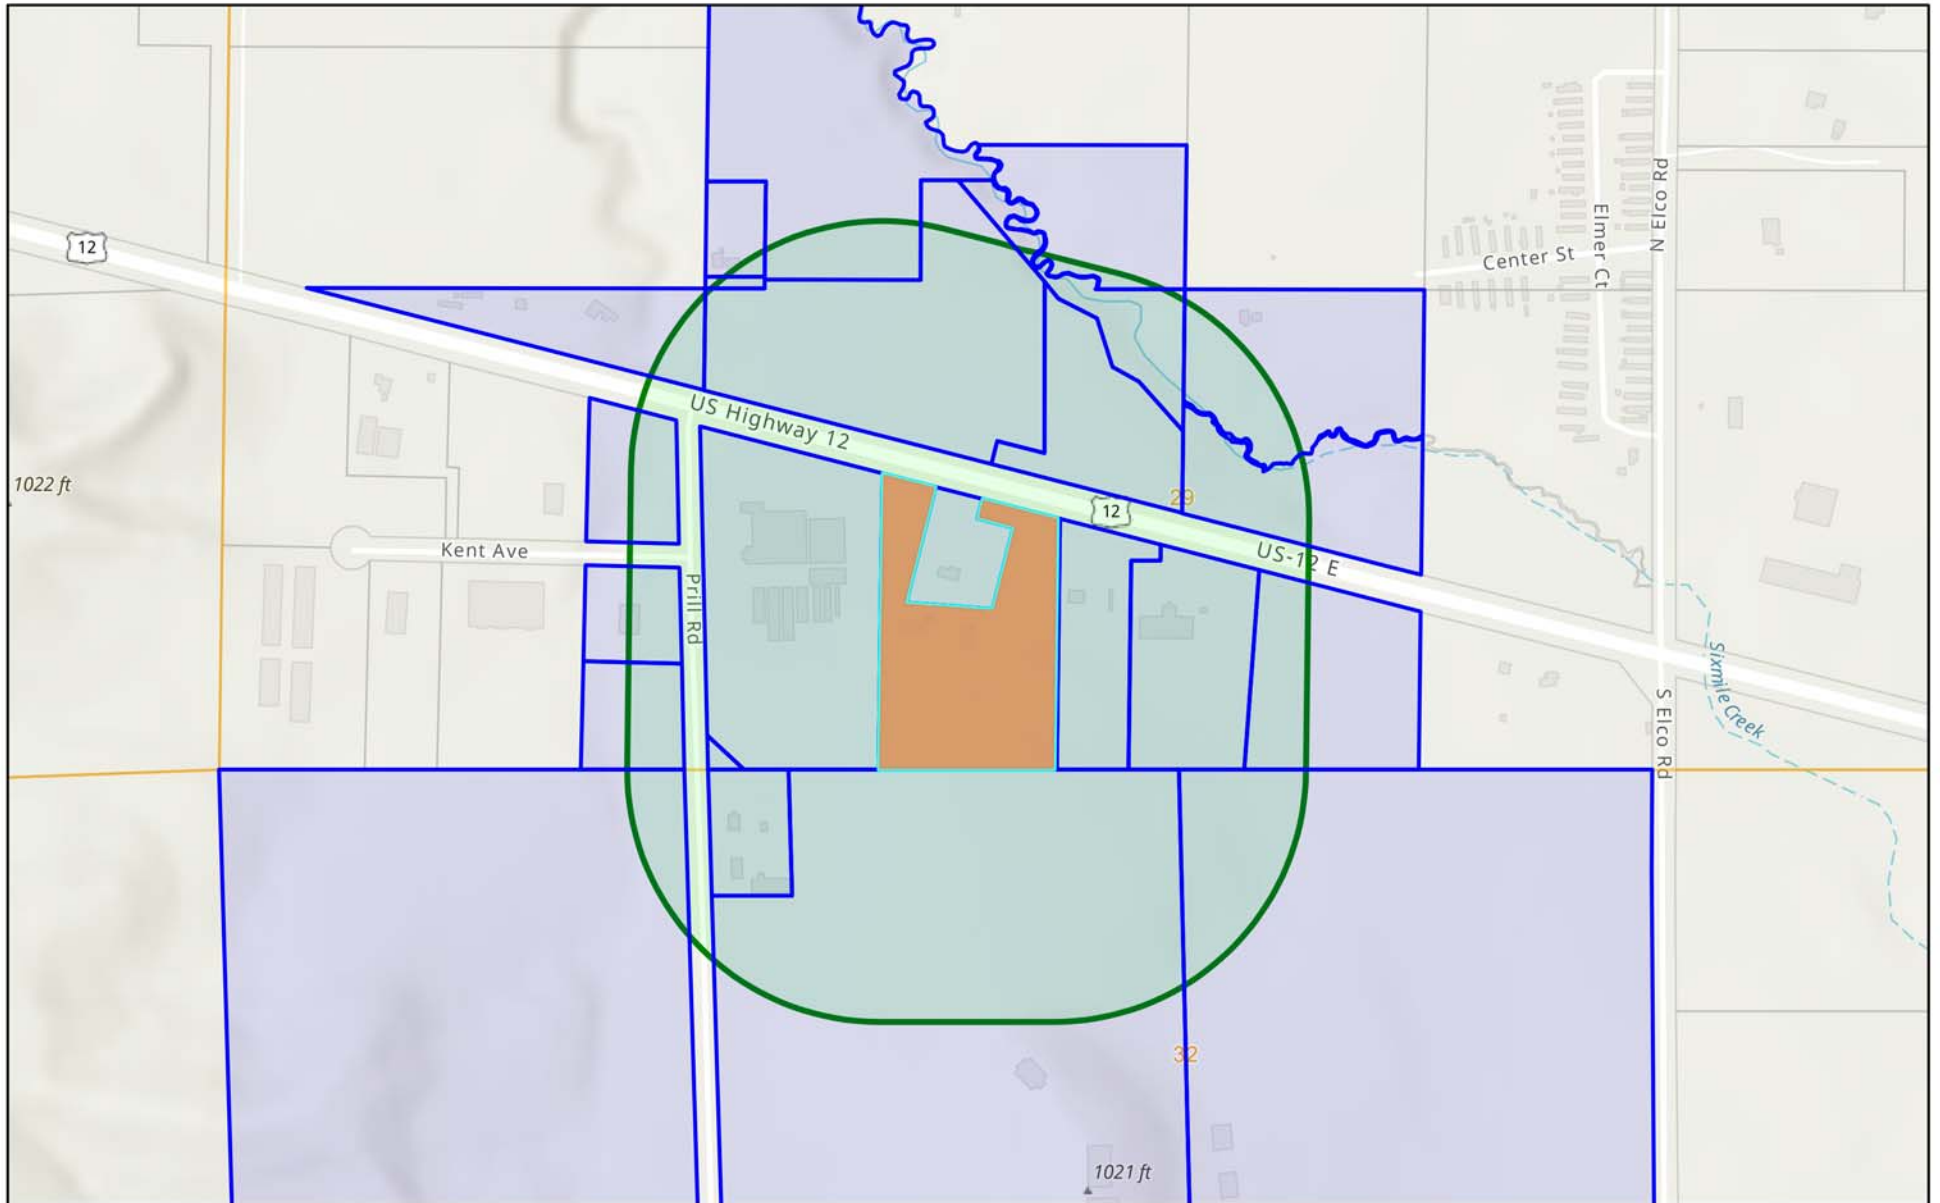 N Elco Rd
Elmer Ct
Center St
12
US Highway 12
1022 ft
29
12
Kent Ave
US-12 E
Prill Rd
Sixmile Creek
S Elco Rd
32
1021 ft